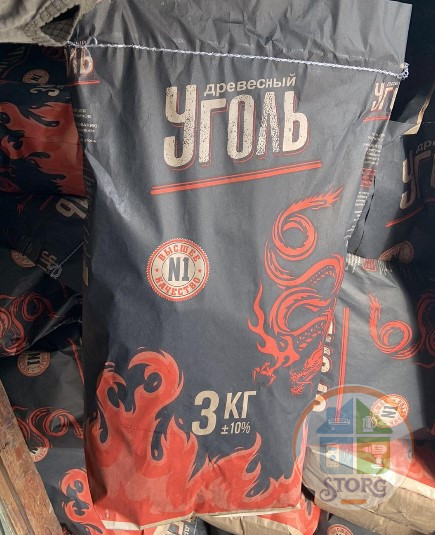 древесный
УГОЛЬ
ВЫСШЕЕ
N1
КАЧЕСТВО
3 КГ
±10%
STORG